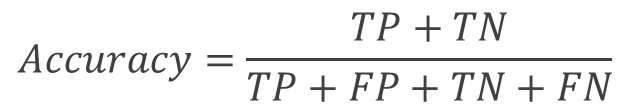 Accuracy = (TP + TN) / (TP + FP + TN + FN)